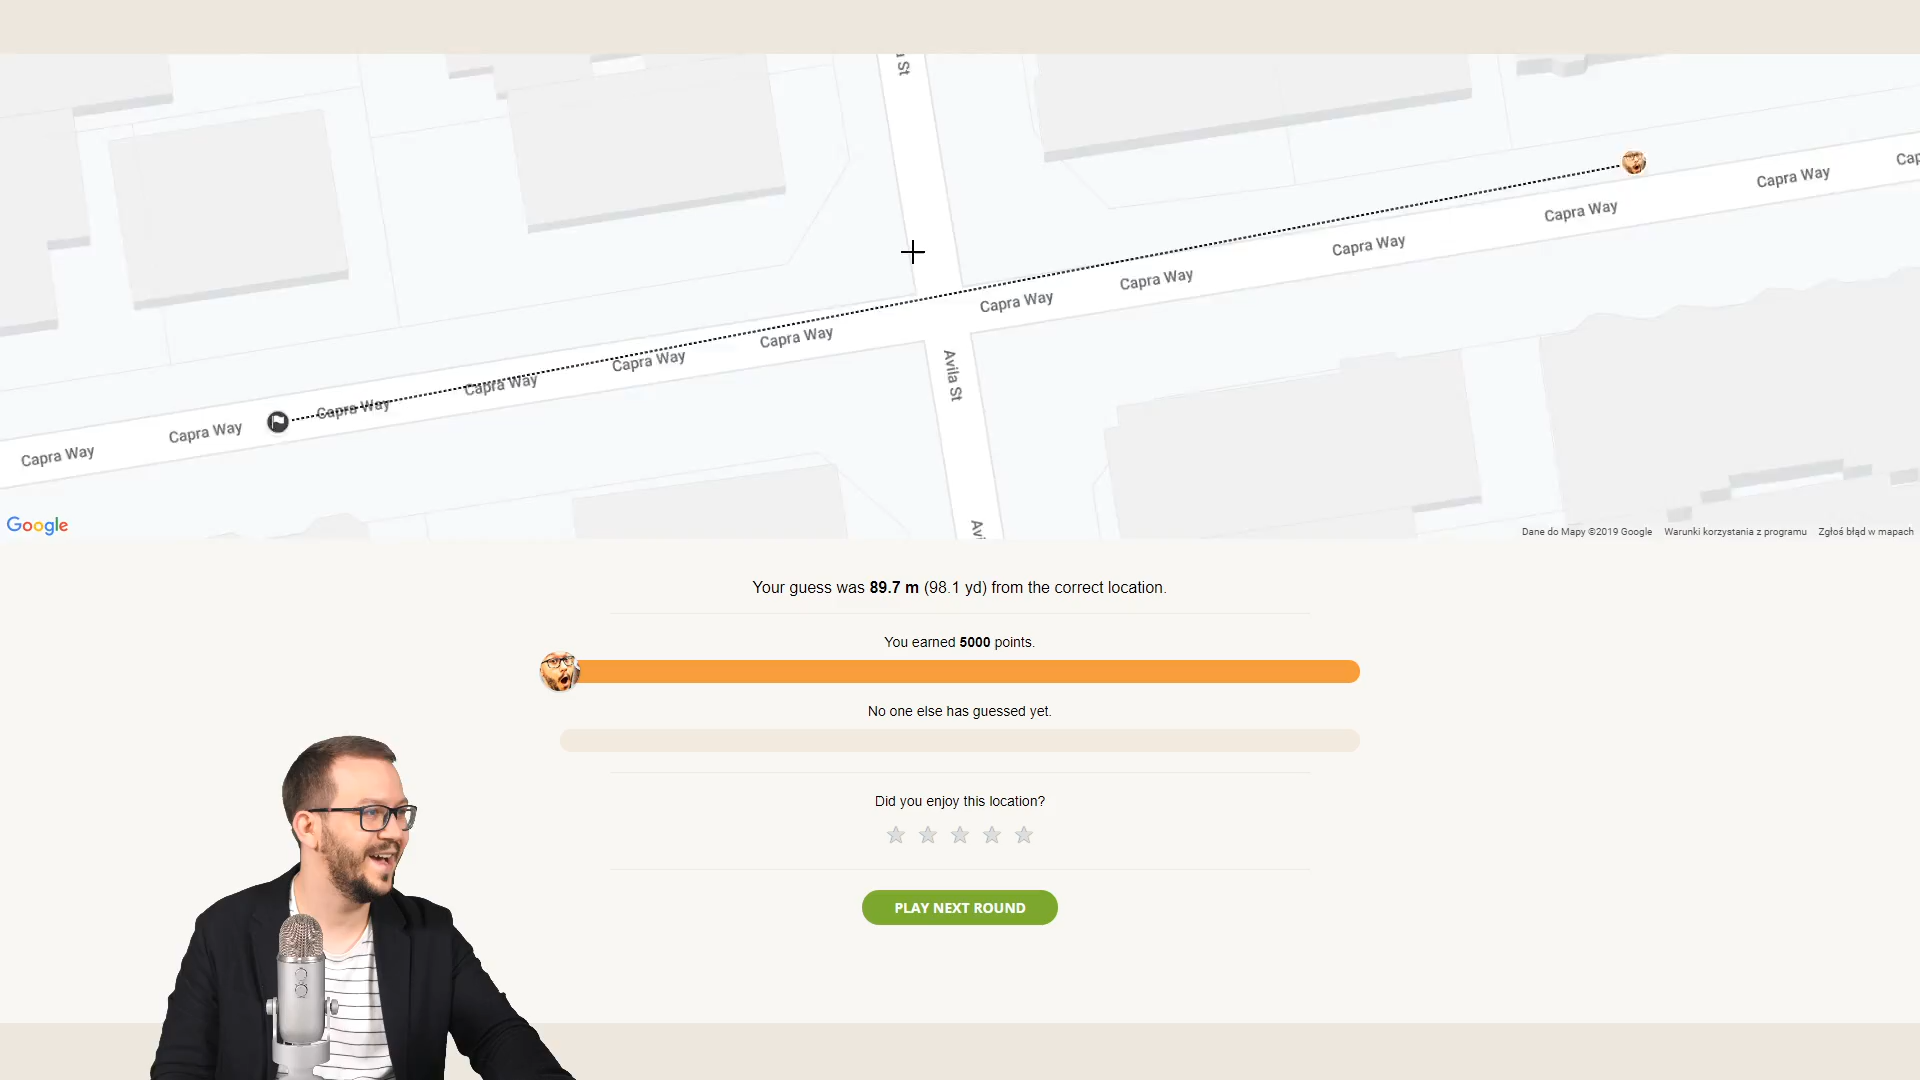 St
Cap
Capra Way
Capra Way
Capra Way
Capra Way
Capra Way
Capra Way
Capra Way
Capra Way
Capra Way
Capra Way
Capra Way
Avila St
Avi
Google
Dane do Mapy ©2019 Google Warunki korzystania z programu Zgłoś błąd w mapach
Your guess was 89.7 m (98.1 yd) from the correct location.
You earned 5000 points.
No one else has guessed yet.
Did you enjoy this location?
PLAY NEXT ROUND